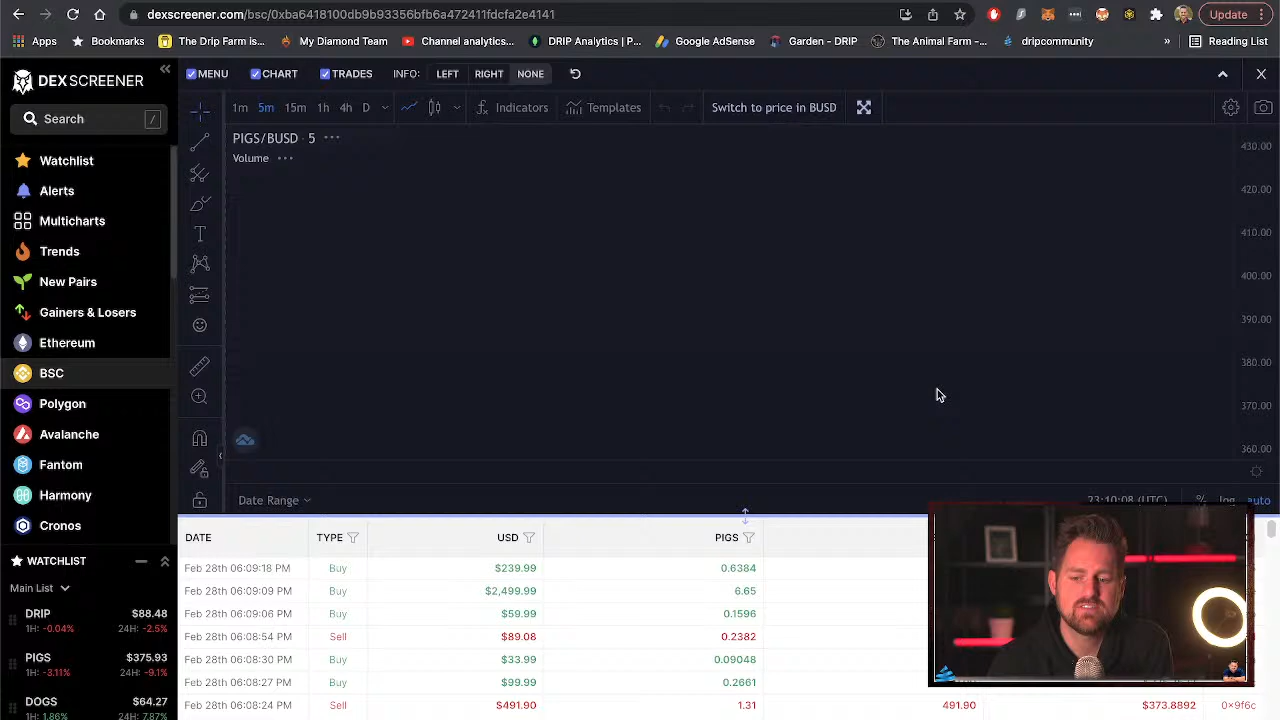 dexscreener.com/bsc/0xba6418100db9b93356bfb6a472411fdcfa2e4141
Update
Apps
Bookmarks
The Drip Farm is...
My Diamond Team
Channel analytics...
DRIP Analytics | P...
Google AdSense
Garden - DRIP
The Animal Farm -...
dripcommunity
»
Reading List
DEX SCREENER
«
MENU
CHART
TRADES
INFO:
LEFT
RIGHT
NONE
Search
/
1m
5m
15m
1h
4h
D
Indicators
Templates
Switch to price in BUSD
PIGS/BUSD · 5
Volume
430.00
420.00
410.00
400.00
390.00
380.00
370.00
360.00
Watchlist
Alerts
Multicharts
Trends
New Pairs
Gainers & Losers
Ethereum
BSC
Polygon
Avalanche
Fantom
Harmony
Cronos
Date Range
23:10:08 (UTC)
%
log
auto
WATCHLIST
Main List
DRIP $88.48
1H: -0.04% 24H: -2.5%
PIGS $375.93
1H: -3.11% 24H: -9.1%
DOGS $64.27
1H: 1.86% 24H: 7.87%
DATE TYPE USD PIGS
Feb 28th 06:09:18 PM Buy $239.99 0.6384
Feb 28th 06:09:09 PM Buy $2,499.99 6.65
Feb 28th 06:09:06 PM Buy $59.99 0.1596
Feb 28th 06:08:54 PM Sell $89.08 0.2382
Feb 28th 06:08:30 PM Buy $33.99 0.09048
Feb 28th 06:08:27 PM Buy $99.99 0.2661
Feb 28th 06:08:24 PM Sell $491.90 1.31 491.90 $373.8892 0x9f6c